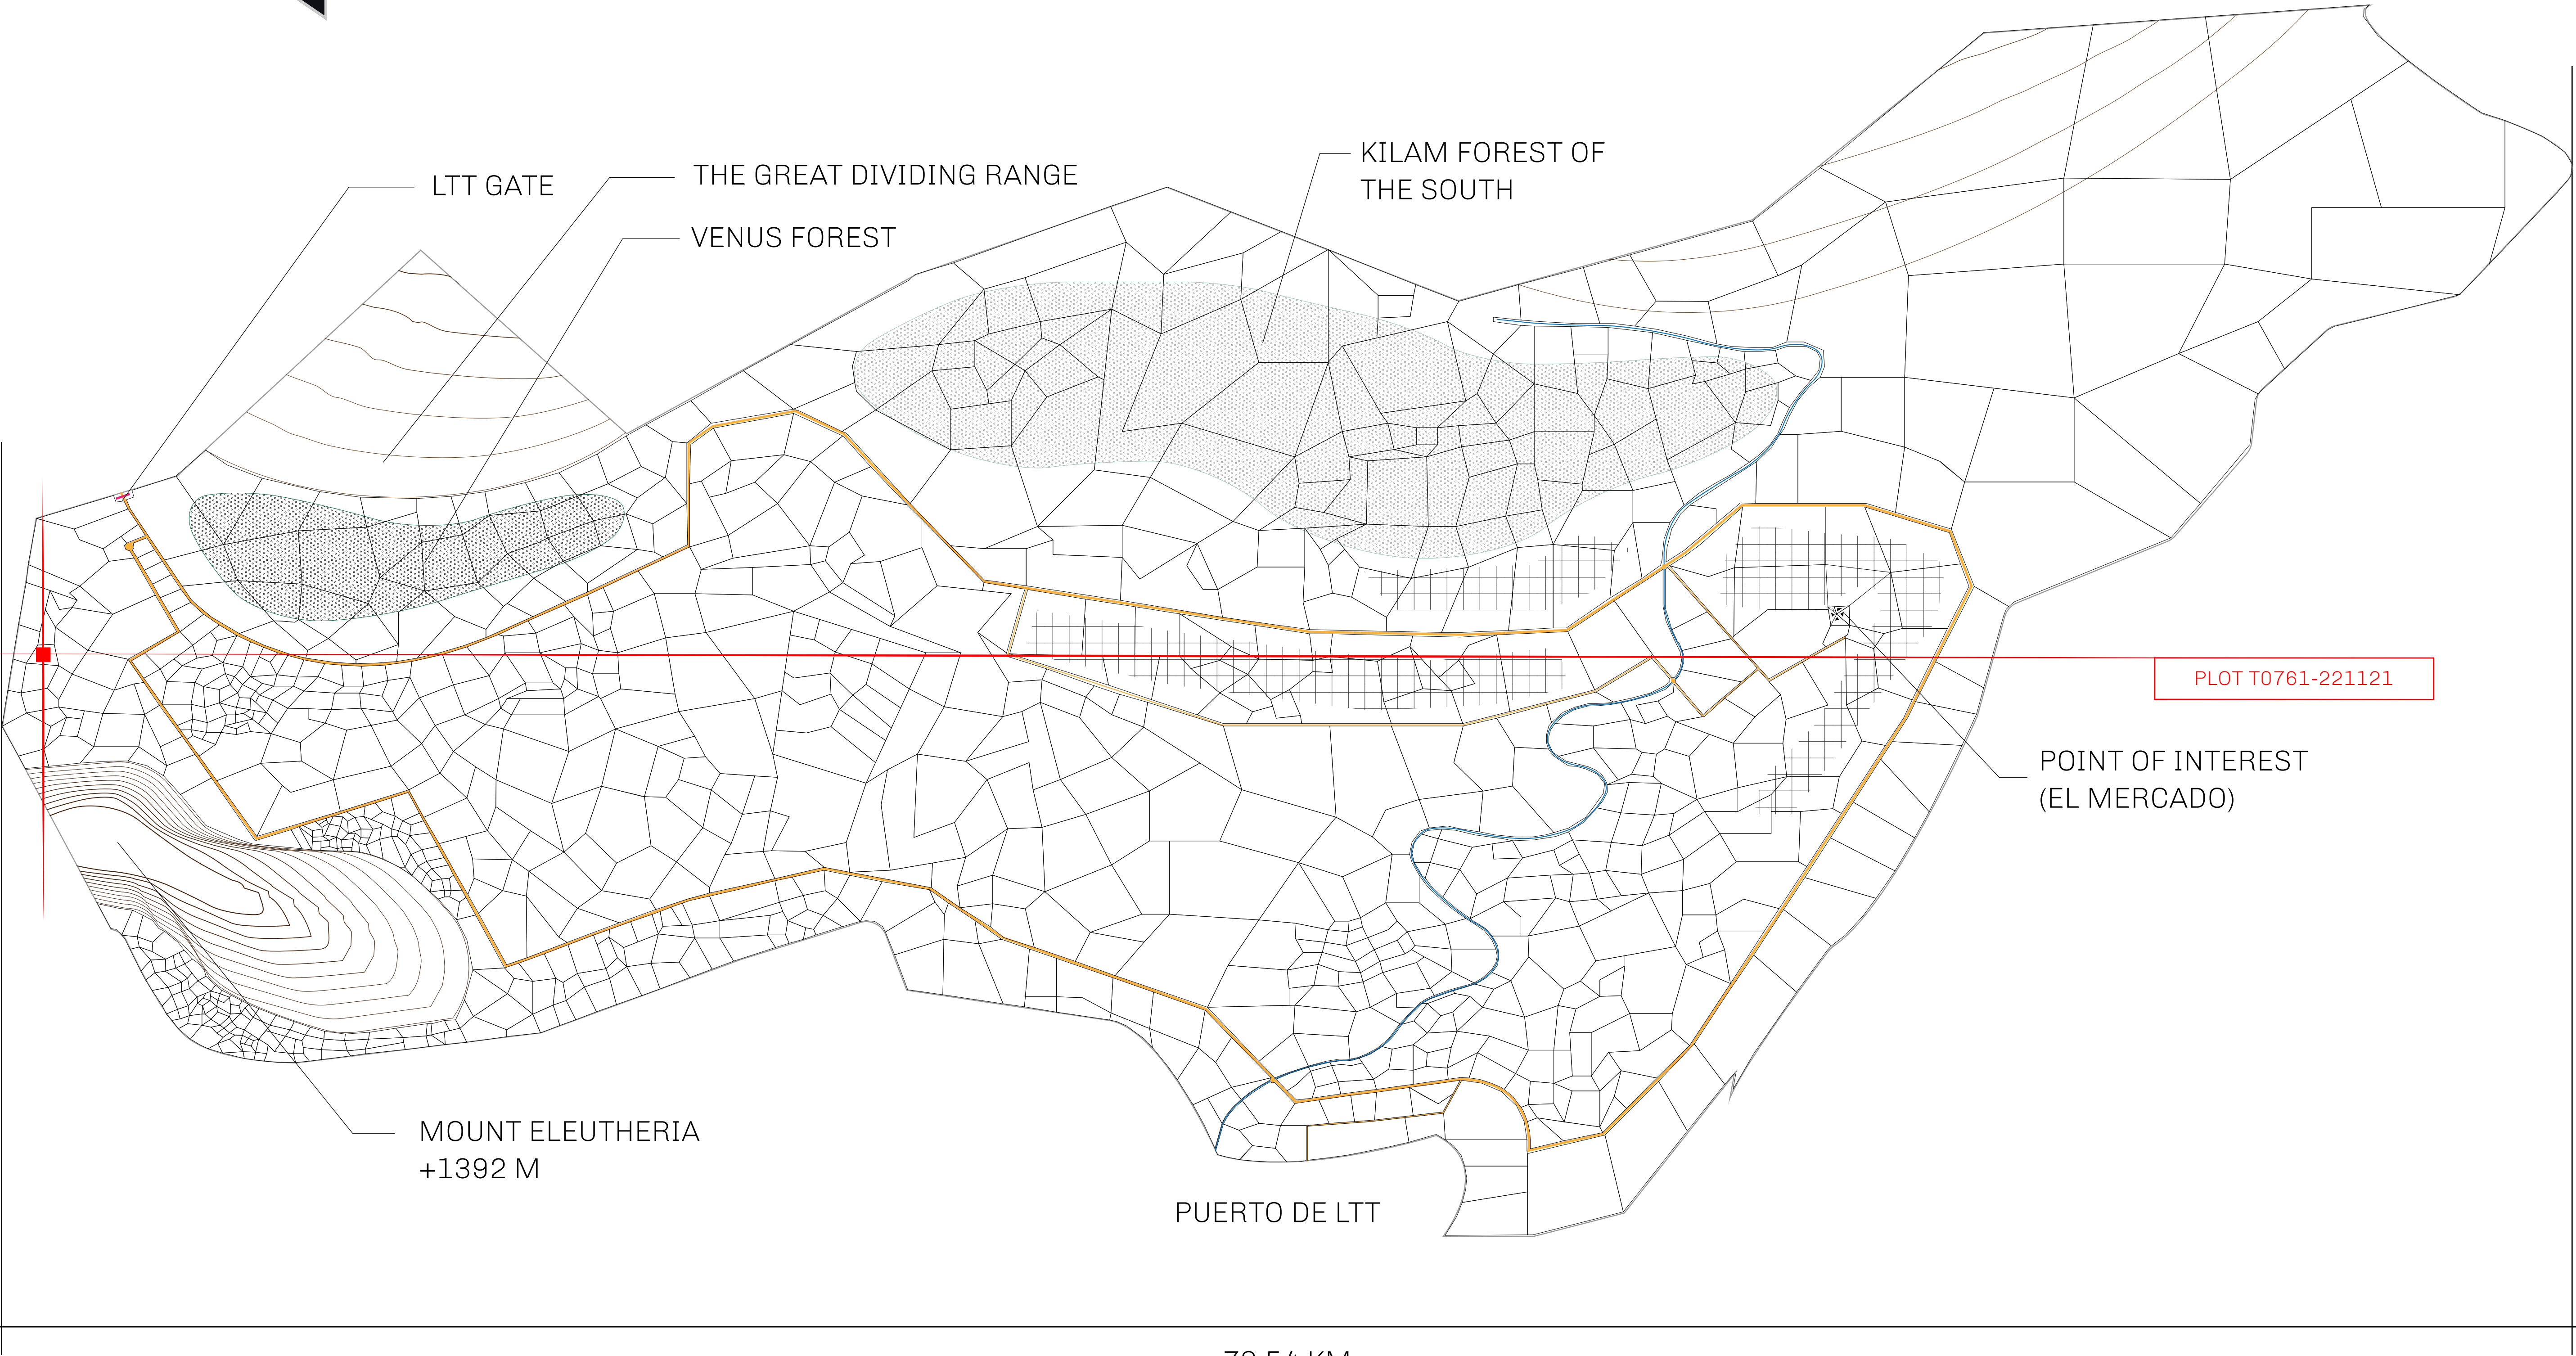 LTT GATE
THE GREAT DIVIDING RANGE
VENUS FOREST
KILAM FOREST OF
THE SOUTH
PLOT T0761-221121
POINT OF INTEREST
(EL MERCADO)
MOUNT ELEUTHERIA
+1392 M
PUERTO DE LTT